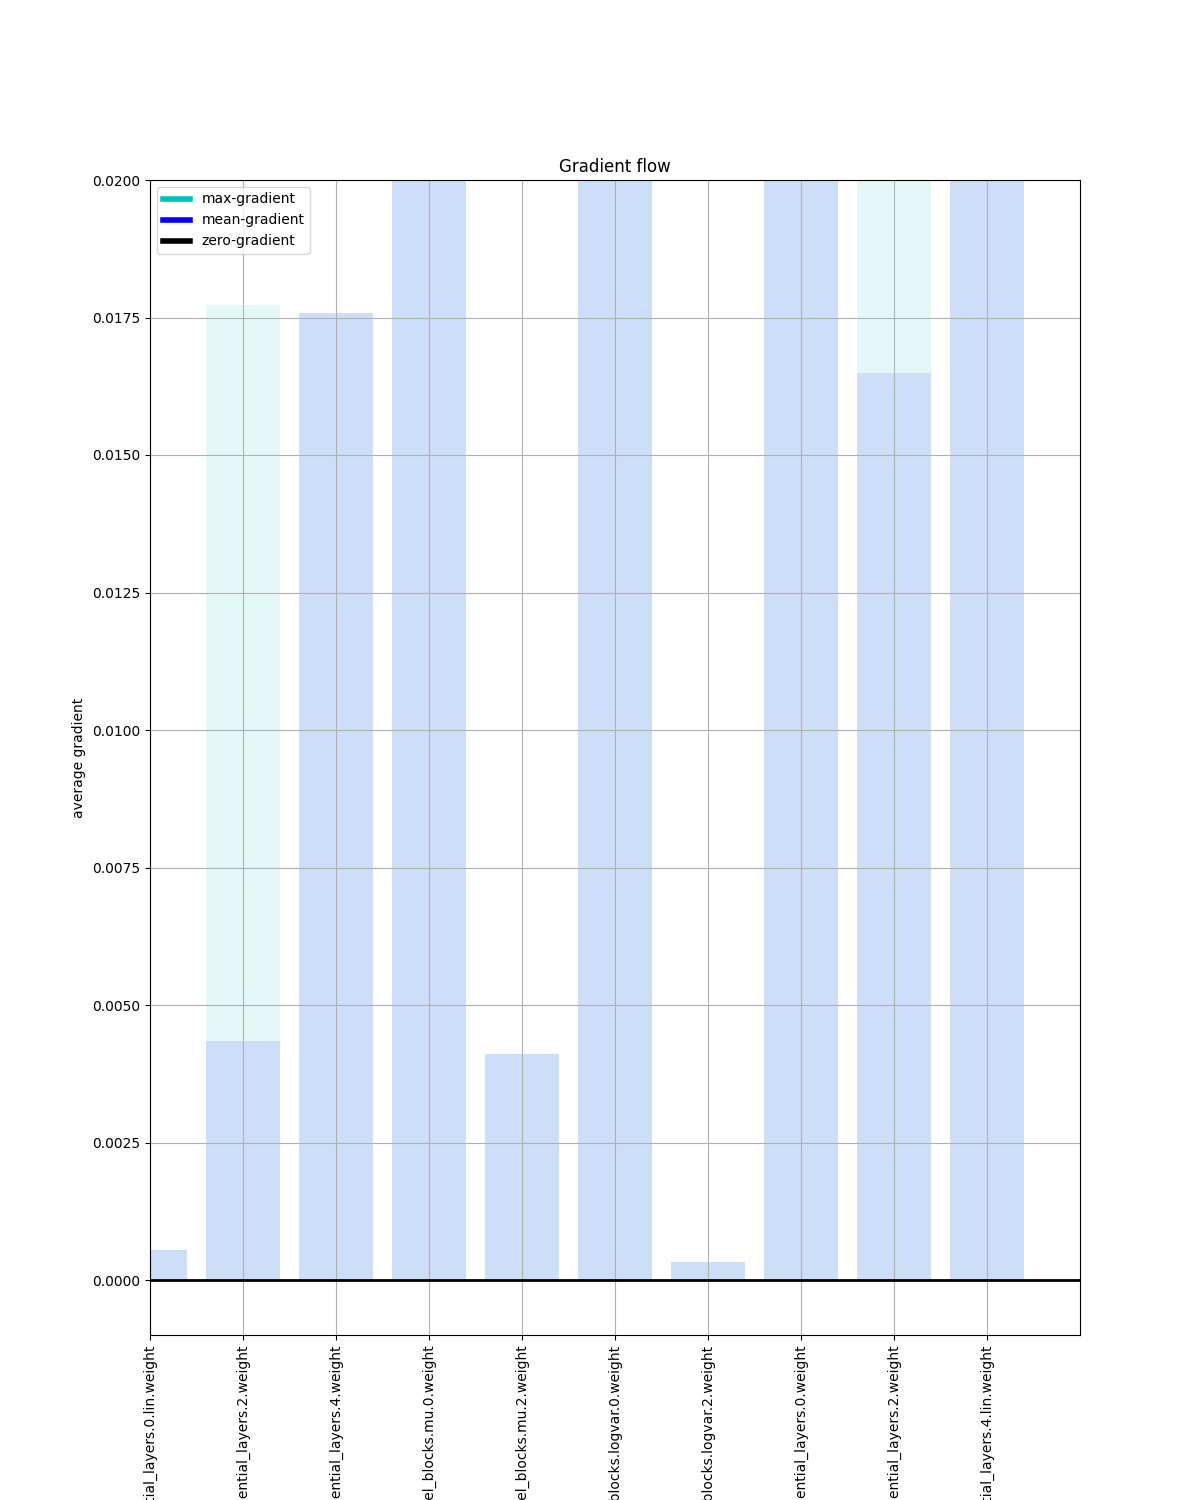 Gradient flow
max-gradient
mean-gradient
zero-gradient
0.0200
0.0175
0.0150
0.0125
0.0100
0.0075
0.0050
0.0025
0.0000
average gradient
tial_layers.0.lin.weight
ential_layers.2.weight
ential_layers.4.weight
el_blocks.mu.0.weight
el_blocks.mu.2.weight
blocks.logvar.0.weight
blocks.logvar.2.weight
ential_layers.0.weight
ential_layers.2.weight
tial_layers.4.lin.weight